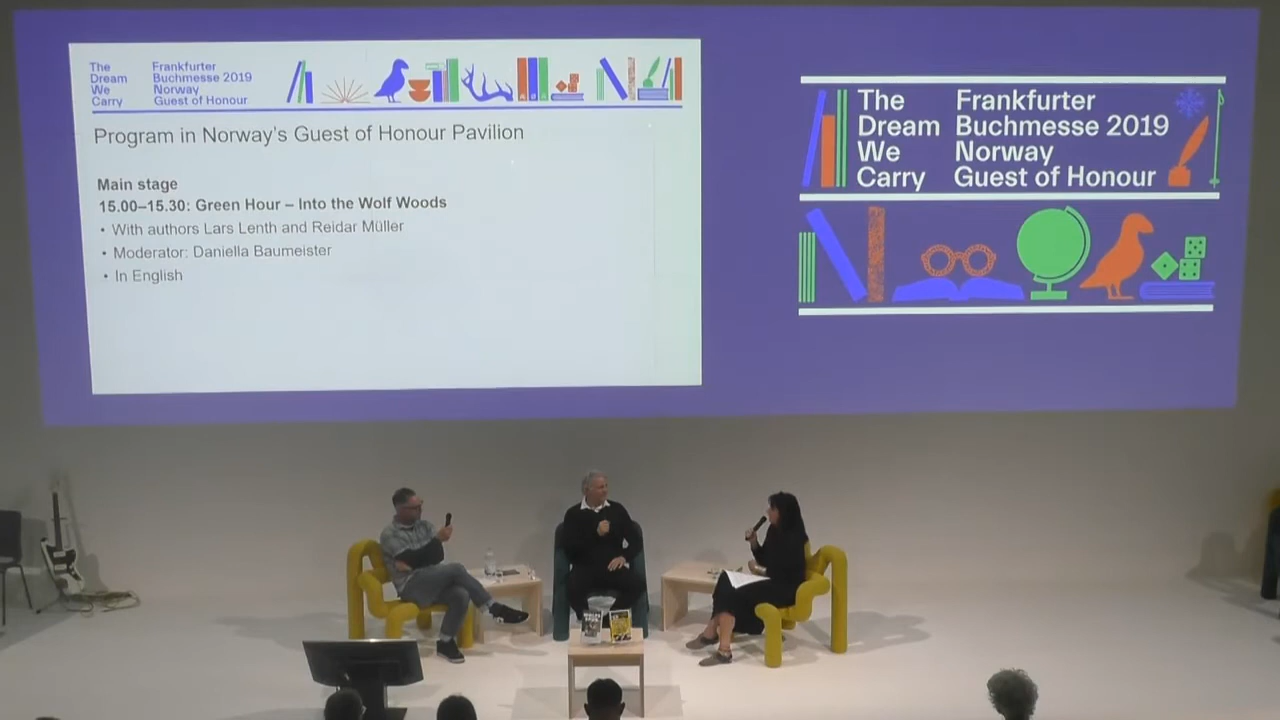 The
Dream
We
Carry
Frankfurter
Buchmesse 2019
Norway
Guest of Honour
Program in Norway's Guest of Honour Pavilion
Main stage
15.00–15.30: Green Hour – Into the Wolf Woods
• With authors Lars Lenth and Reidar Müller
• Moderator: Daniella Baumeister
• In English
The
Dream
We
Carry
Frankfurter
Buchmesse 2019
Norway
Guest of Honour